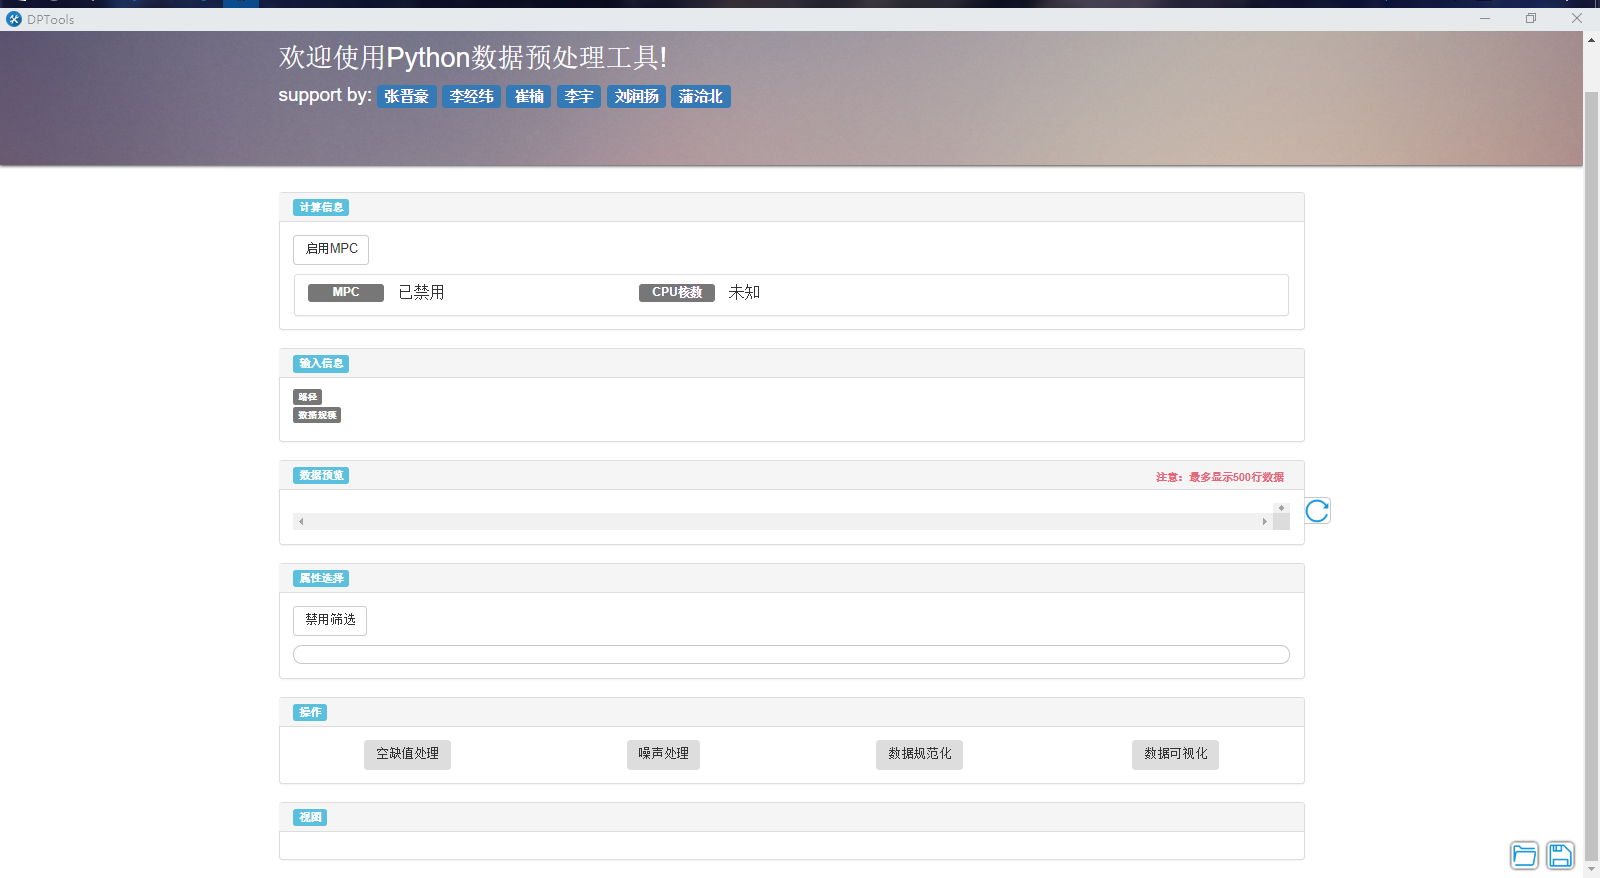 DPTools
欢迎使用Python数据预处理工具!
support by: 张晋豪 李经纬 崔楠 李宇 刘润扬 蒲治北
计算信息
启用MPC
MPC 已禁用 CPU核数 未知
输入信息
路径
数据规模
数据预览 注意：最多显示500行数据
属性选择
禁用筛选
操作
空缺值处理 噪声处理 数据规范化 数据可视化
视图